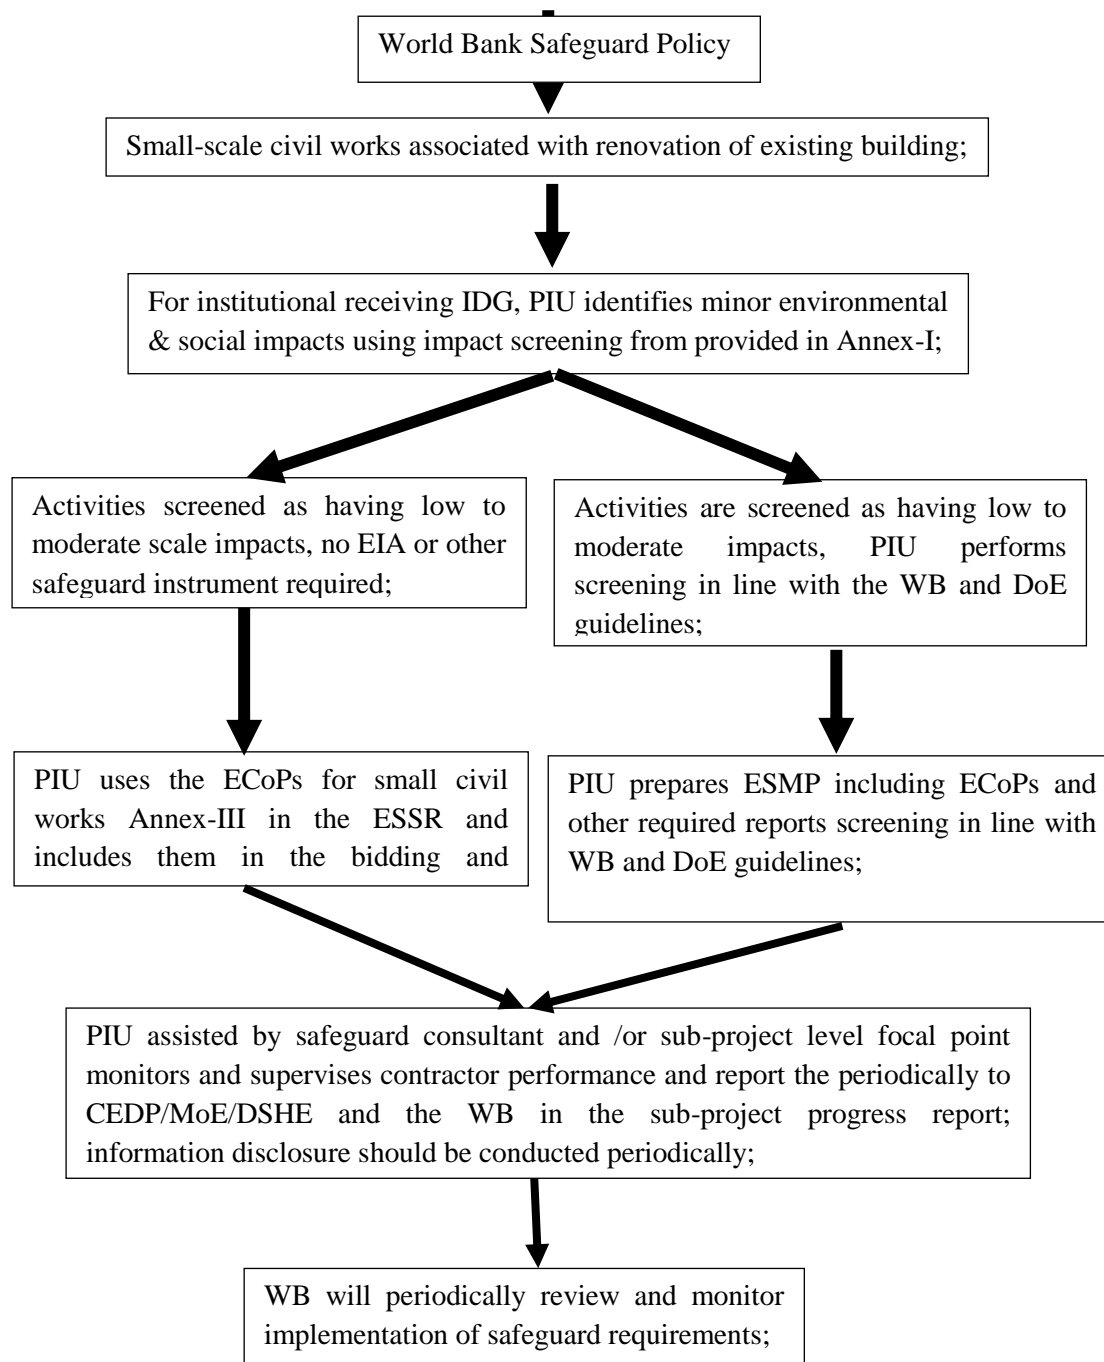 World Bank Safeguard Policy
Small-scale civil works associated with renovation of existing building;
For institutional receiving IDG, PIU identifies minor environmental
& social impacts using impact screening from provided in Annex-I;
Activities screened as having low to
moderate scale impacts, no EIA or other
safeguard instrument required;
Activities are screened as having low to
moderate impacts, PIU performs
screening in line with the WB and DoE
guidelines;
PIU uses the ECoPs for small civil
works Annex-III in the ESSR and
includes them in the bidding and
PIU prepares ESMP including ECoPs and
other required reports screening in line with
WB and DoE guidelines;
PIU assisted by safeguard consultant and /or sub-project level focal point
monitors and supervises contractor performance and report the periodically to
CEDP/MoE/DSHE and the WB in the sub-project progress report;
information disclosure should be conducted periodically;
WB will periodically review and monitor
implementation of safeguard requirements;